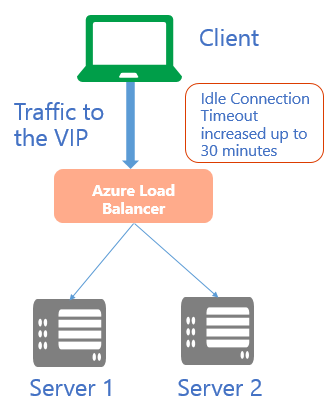 Client
Traffic to
the VIP
Idle Connection
Timeout
increased up to
30 minutes
Azure Load
Balancer
Server 1
Server 2